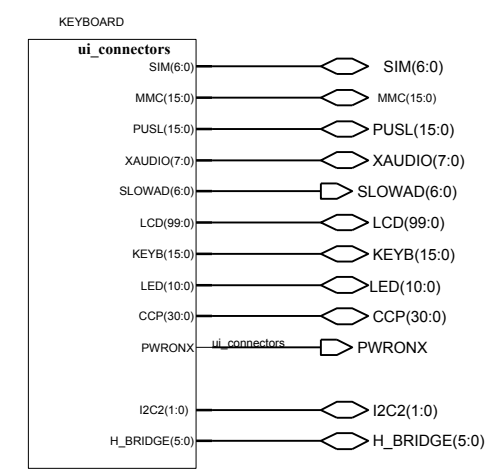 KEYBOARD
ui_connectors
SIM(6:0) SIM(6:0)
MMC(15:0) MMC(15:0)
PUSL(15:0) PUSL(15:0)
XAUDIO(7:0) XAUDIO(7:0)
SLOWAD(6:0) SLOWAD(6:0)
LCD(99:0) LCD(99:0)
KEYB(15:0) KEYB(15:0)
LED(10:0) LED(10:0)
CCP(30:0) CCP(30:0)
PWRONX ui_connectors PWRONX
I2C2(1:0) I2C2(1:0)
H_BRIDGE(5:0) H_BRIDGE(5:0)